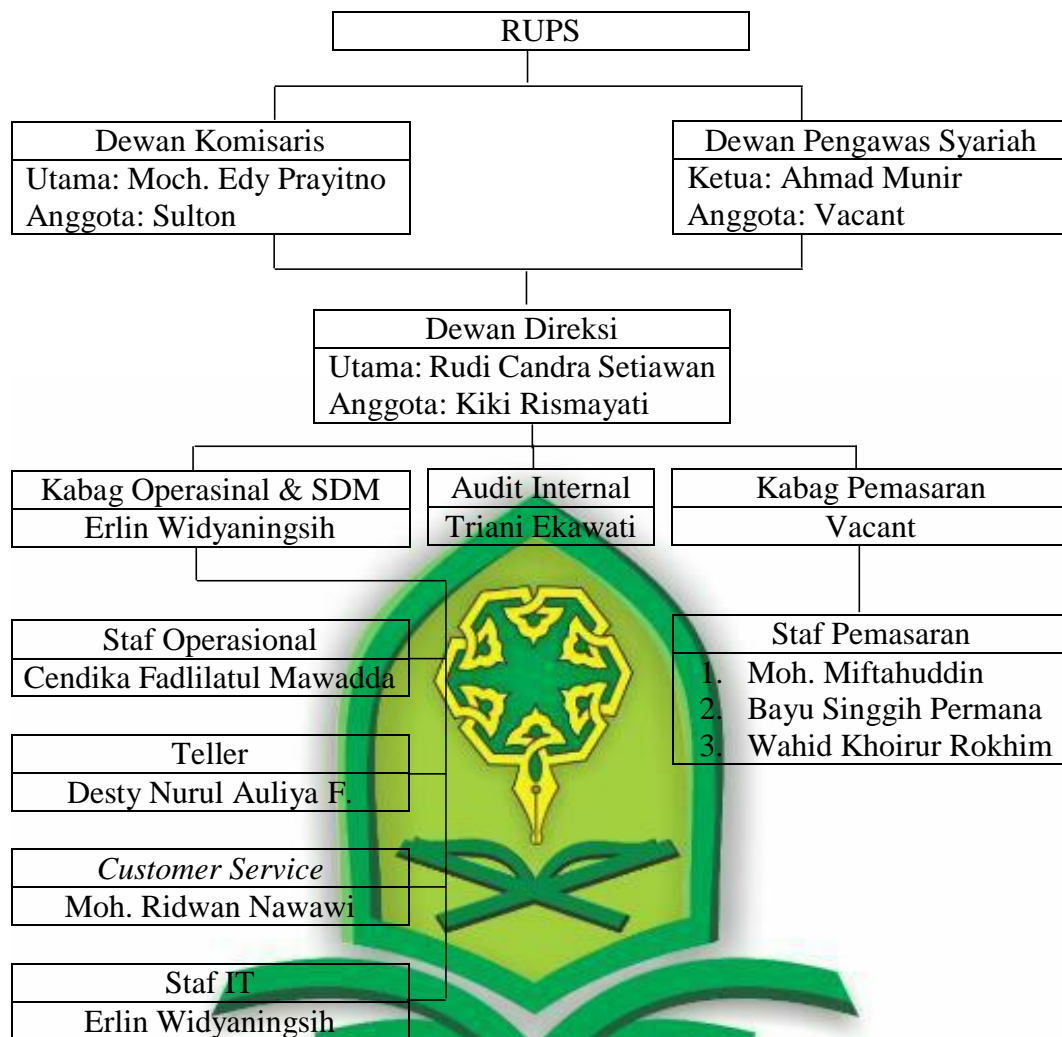 RUPS
Dewan Komisaris
Utama: Moch. Edy Prayitno
Anggota: Sulton
Dewan Pengawas Syariah
Ketua: Ahmad Munir
Anggota: Vacant
Dewan Direksi
Utama: Rudi Candra Setiawan
Anggota: Kiki Rismayati
Kabag Operasinal & SDM
Erlin Widyaningsih
Audit Internal
Triani Ekawati
Kabag Pemasaran
Vacant
Staf Operasional
Cendika Fadlilatul Mawadda
Teller
Desty Nurul Auliya F.
Customer Service
Moh. Ridwan Nawawi
Staf IT
Erlin Widyaningsih
Staf Pemasaran
1. Moh. Miftahuddin
2. Bayu Singgih Permana
3. Wahid Khoirur Rokhim